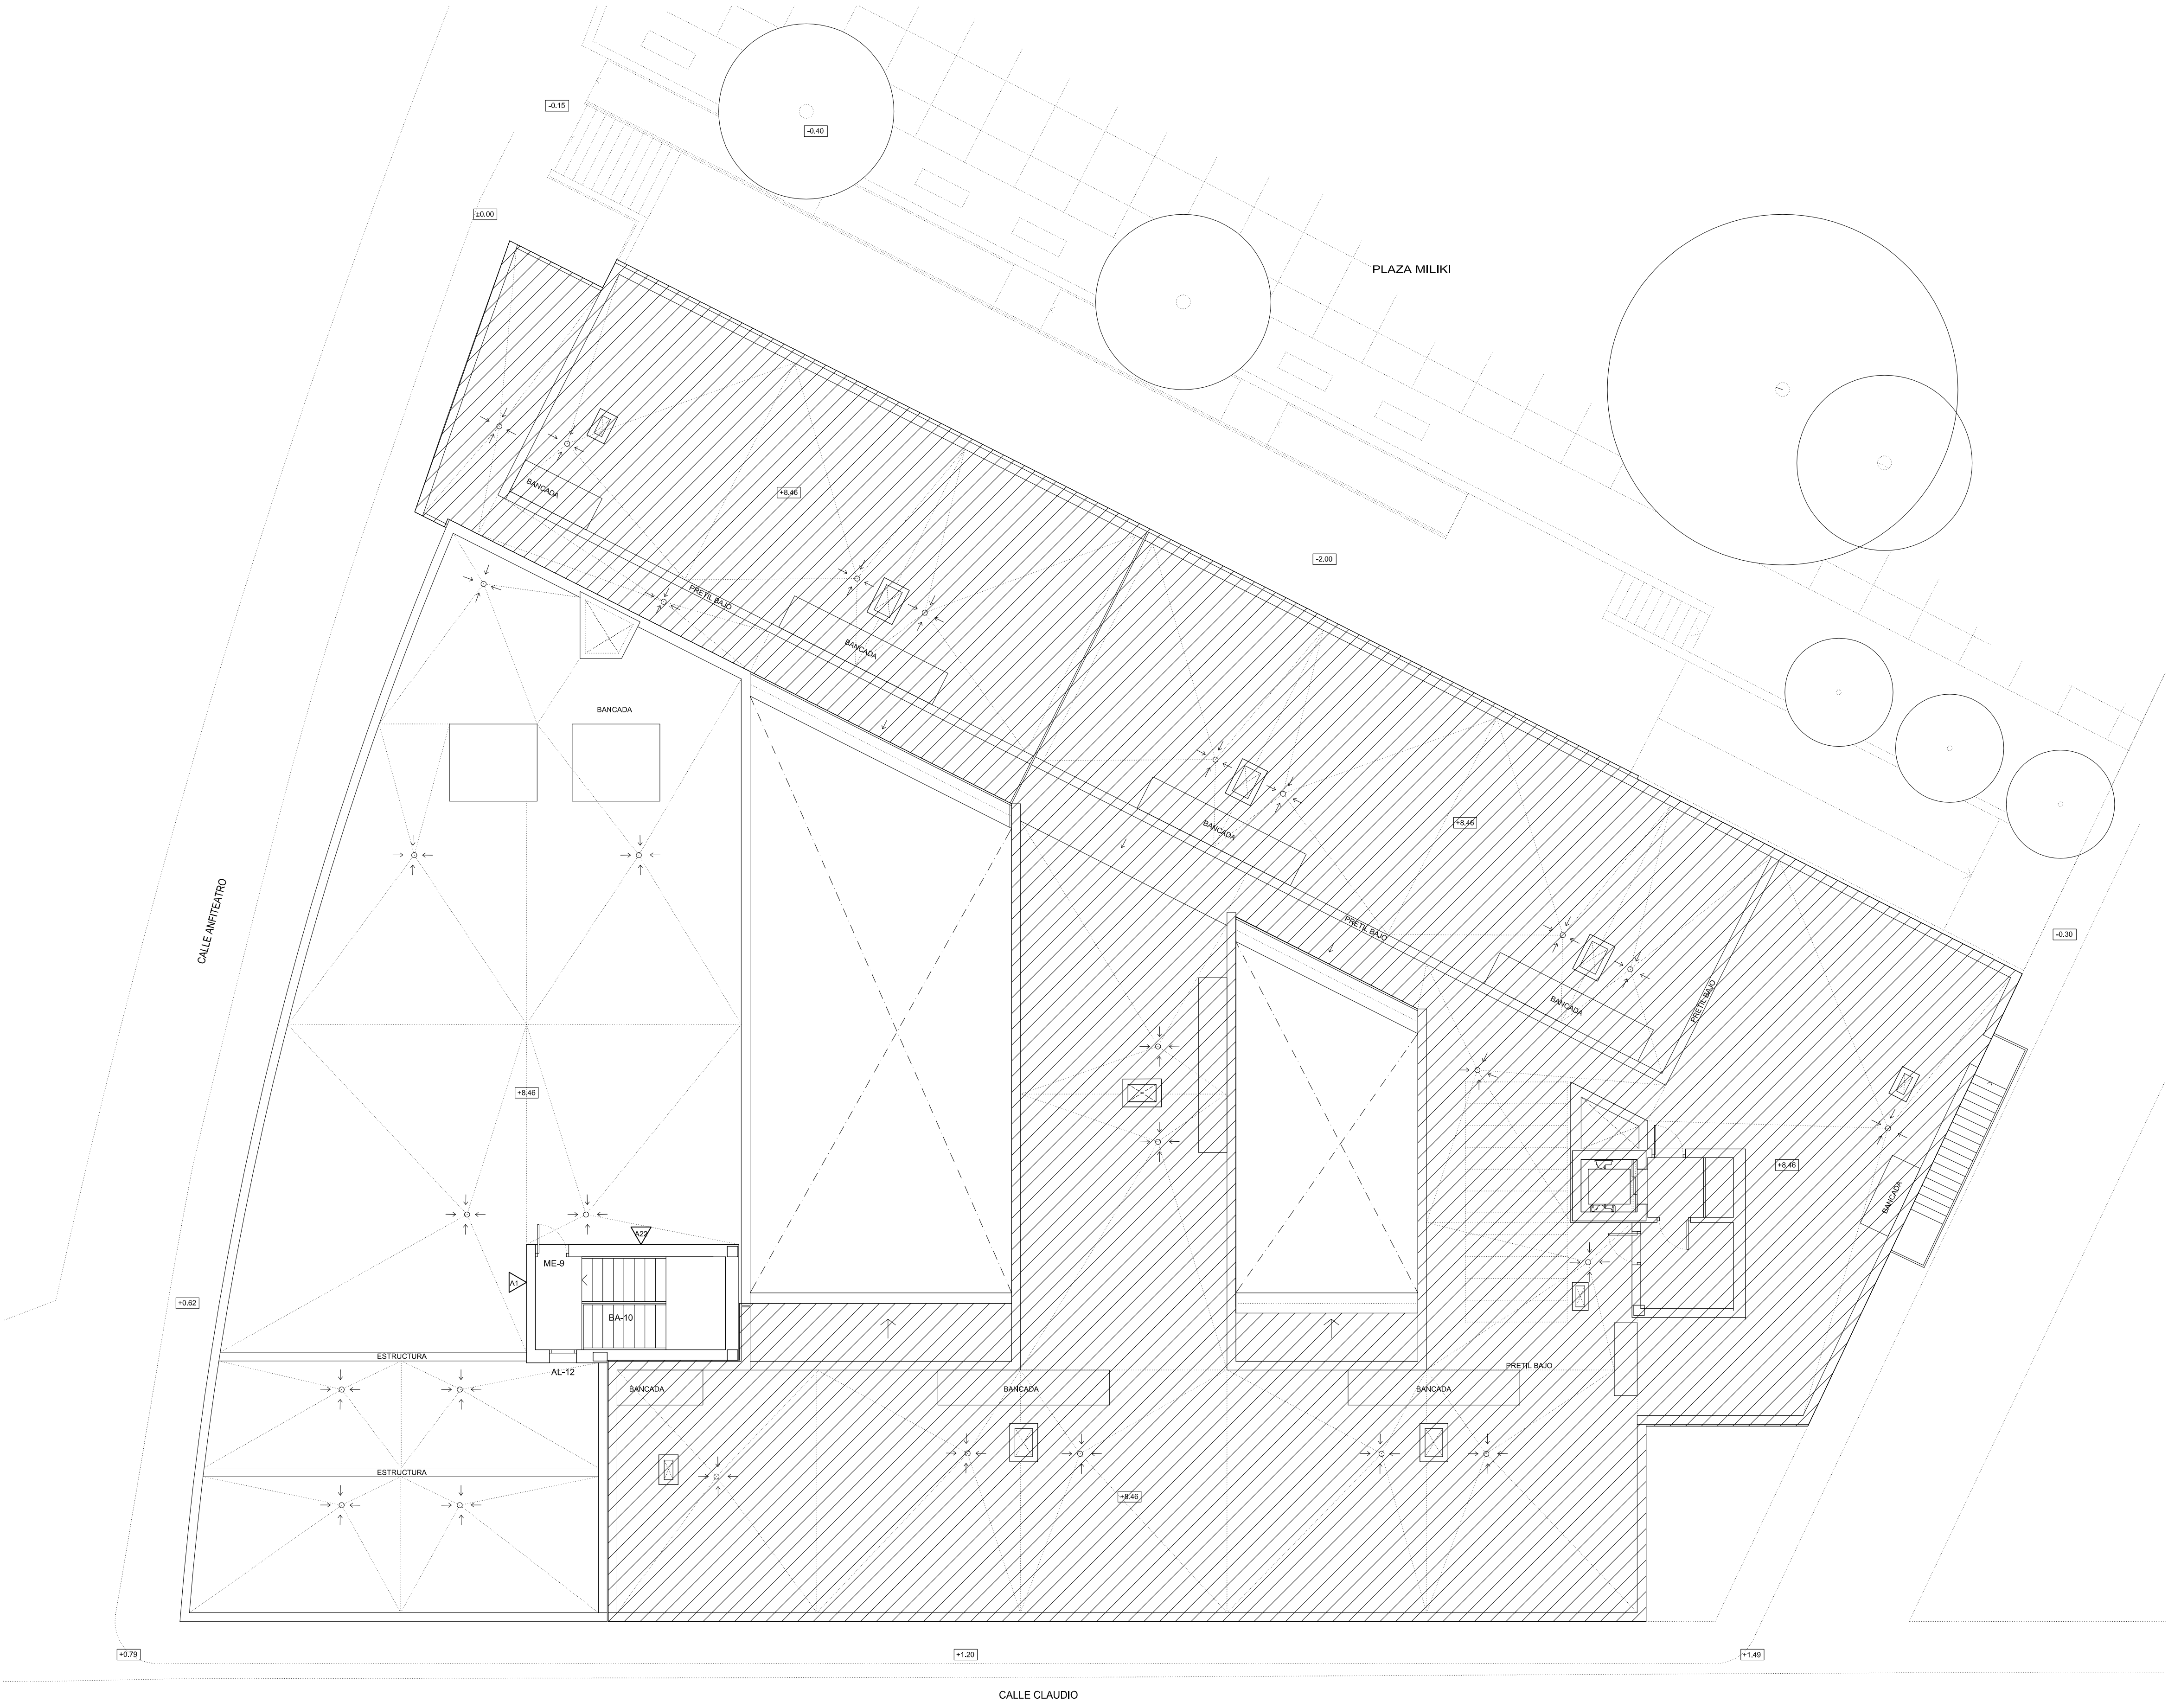 -0.15
-0.40
±0.00
PLAZA MILIKI
BANCADA
+8.46
-2.00
PRETIL BAJO
BANCADA
BANCADA
BANCADA
+8.46
CALLE ANFITEATRO
PRETIL BAJO
-0.30
BANCADA
PRETIL BAJO
+8.46
+8.46
BANCADA
A22
ME-9
A1
+0.62
BA-10
ESTRUCTURA
AL-12
PRETIL BAJO
BANCADA
BANCADA
BANCADA
ESTRUCTURA
+8.46
+0.79
+1.20
+1.49
CALLE CLAUDIO